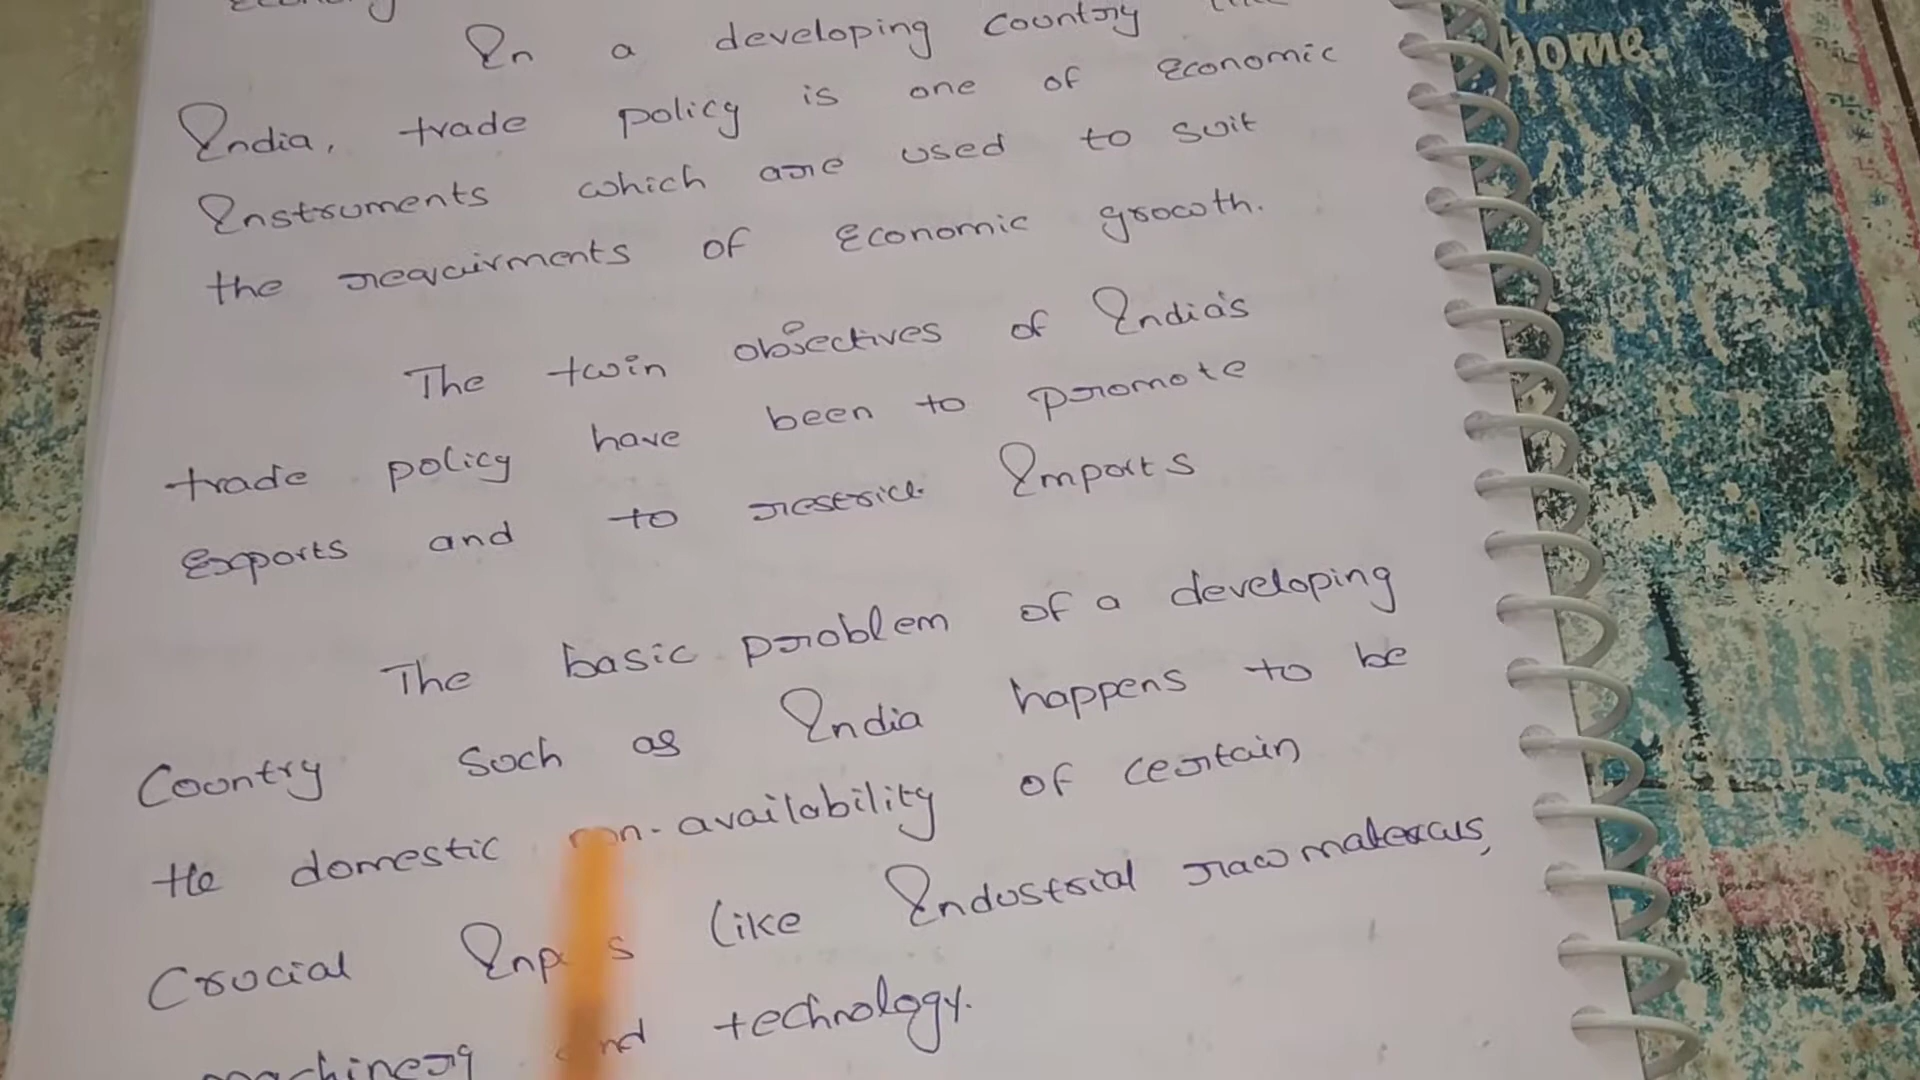 In a developing country
India, trade policy is one of Economic
Instruments which are used to suit
the requirments of Economic growth.
The twin objectives of India's
trade policy have been to promote
Exports and to restrict Imports
The basic problem of a developing
Country Such as India happens to be
the domestic non-availability of certain
Crucial like Industrial raw materials,
machinery and technology.
home.